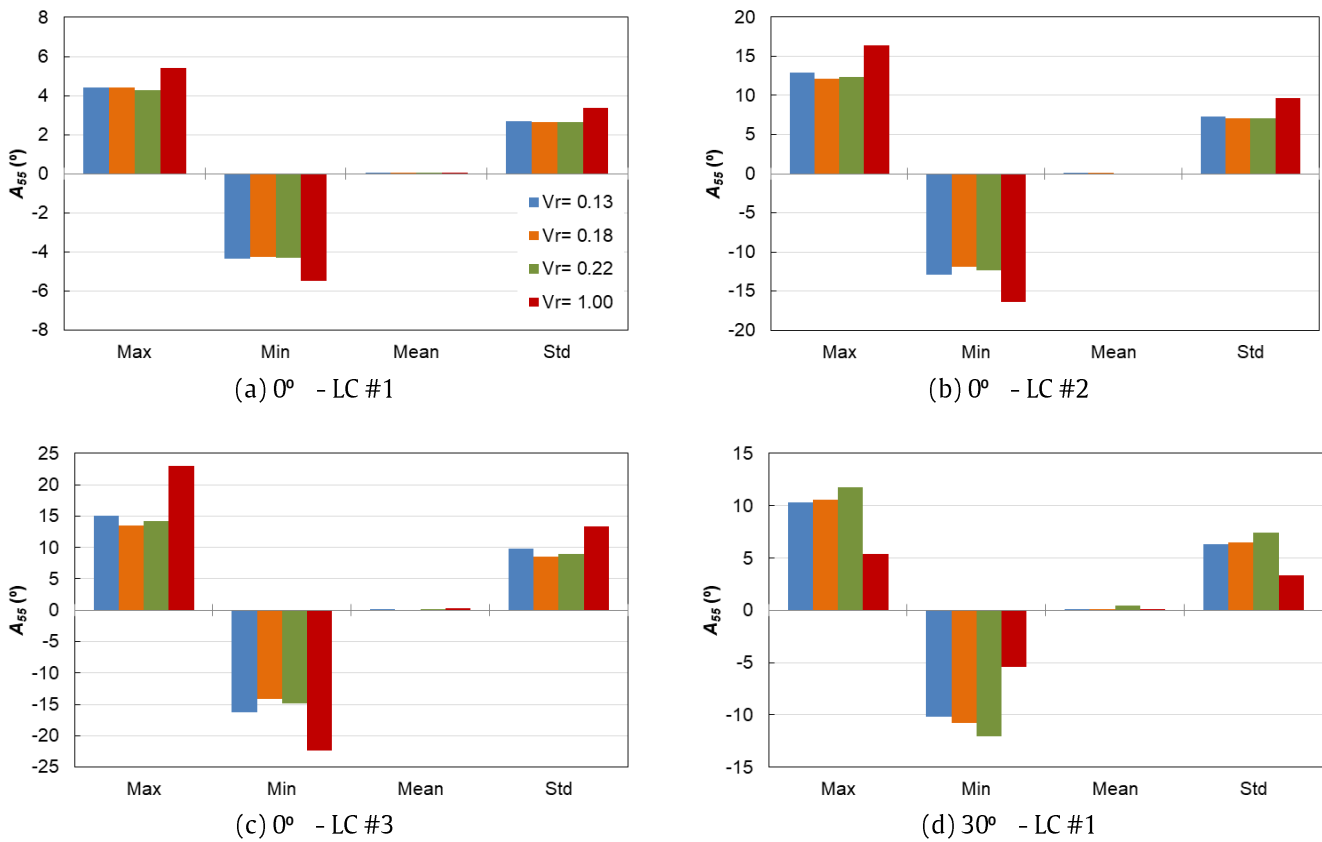 8
6
4
2
0
-2
-4
-6
-8
A55 (º)
Max Min Mean Std
Vr= 0.13
Vr= 0.18
Vr= 0.22
Vr= 1.00
(a) 0º - LC #1
20
15
10
5
0
-5
-10
-15
-20
A55 (º)
Max Min Mean Std
(b) 0º - LC #2
25
20
15
10
5
0
-5
-10
-15
-20
-25
A55 (º)
Max Min Mean Std
(c) 0º - LC #3
15
10
5
0
-5
-10
-15
A55 (º)
Max Min Mean Std
(d) 30º - LC #1